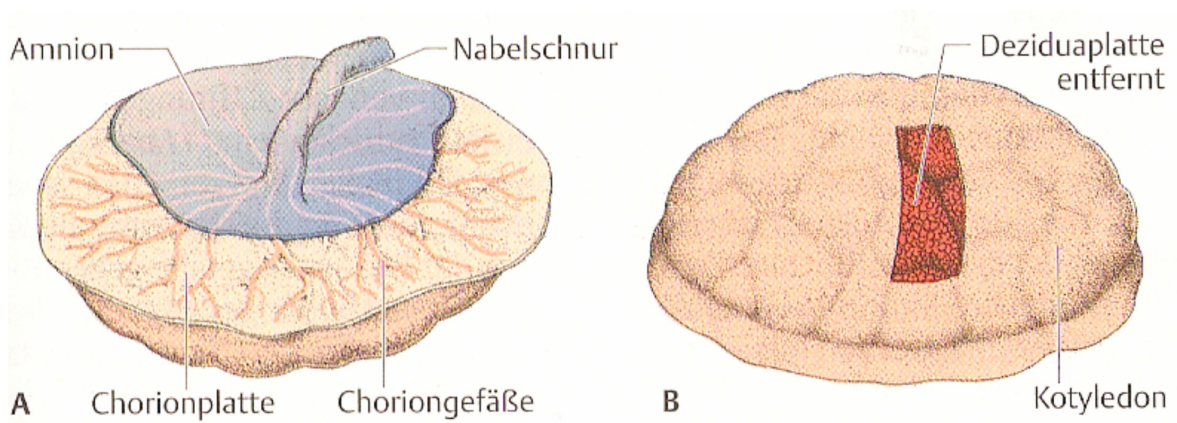 Amnion
Nabelschnur
Chorionplatte
Choriongefäße
A
Deziduaplatte
entfernt
Kotyledon
B